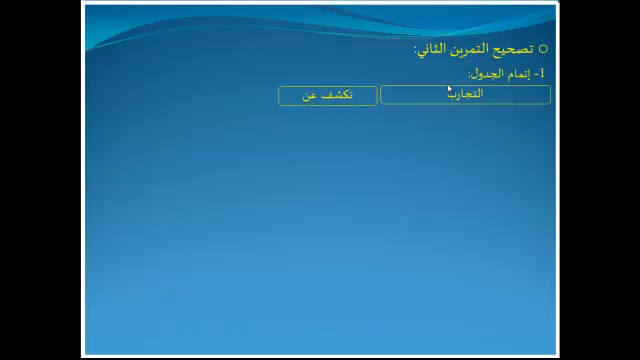 تصحيح التمرين الثاني:
1- إتمام الجدول:
التجارب تكشف عن